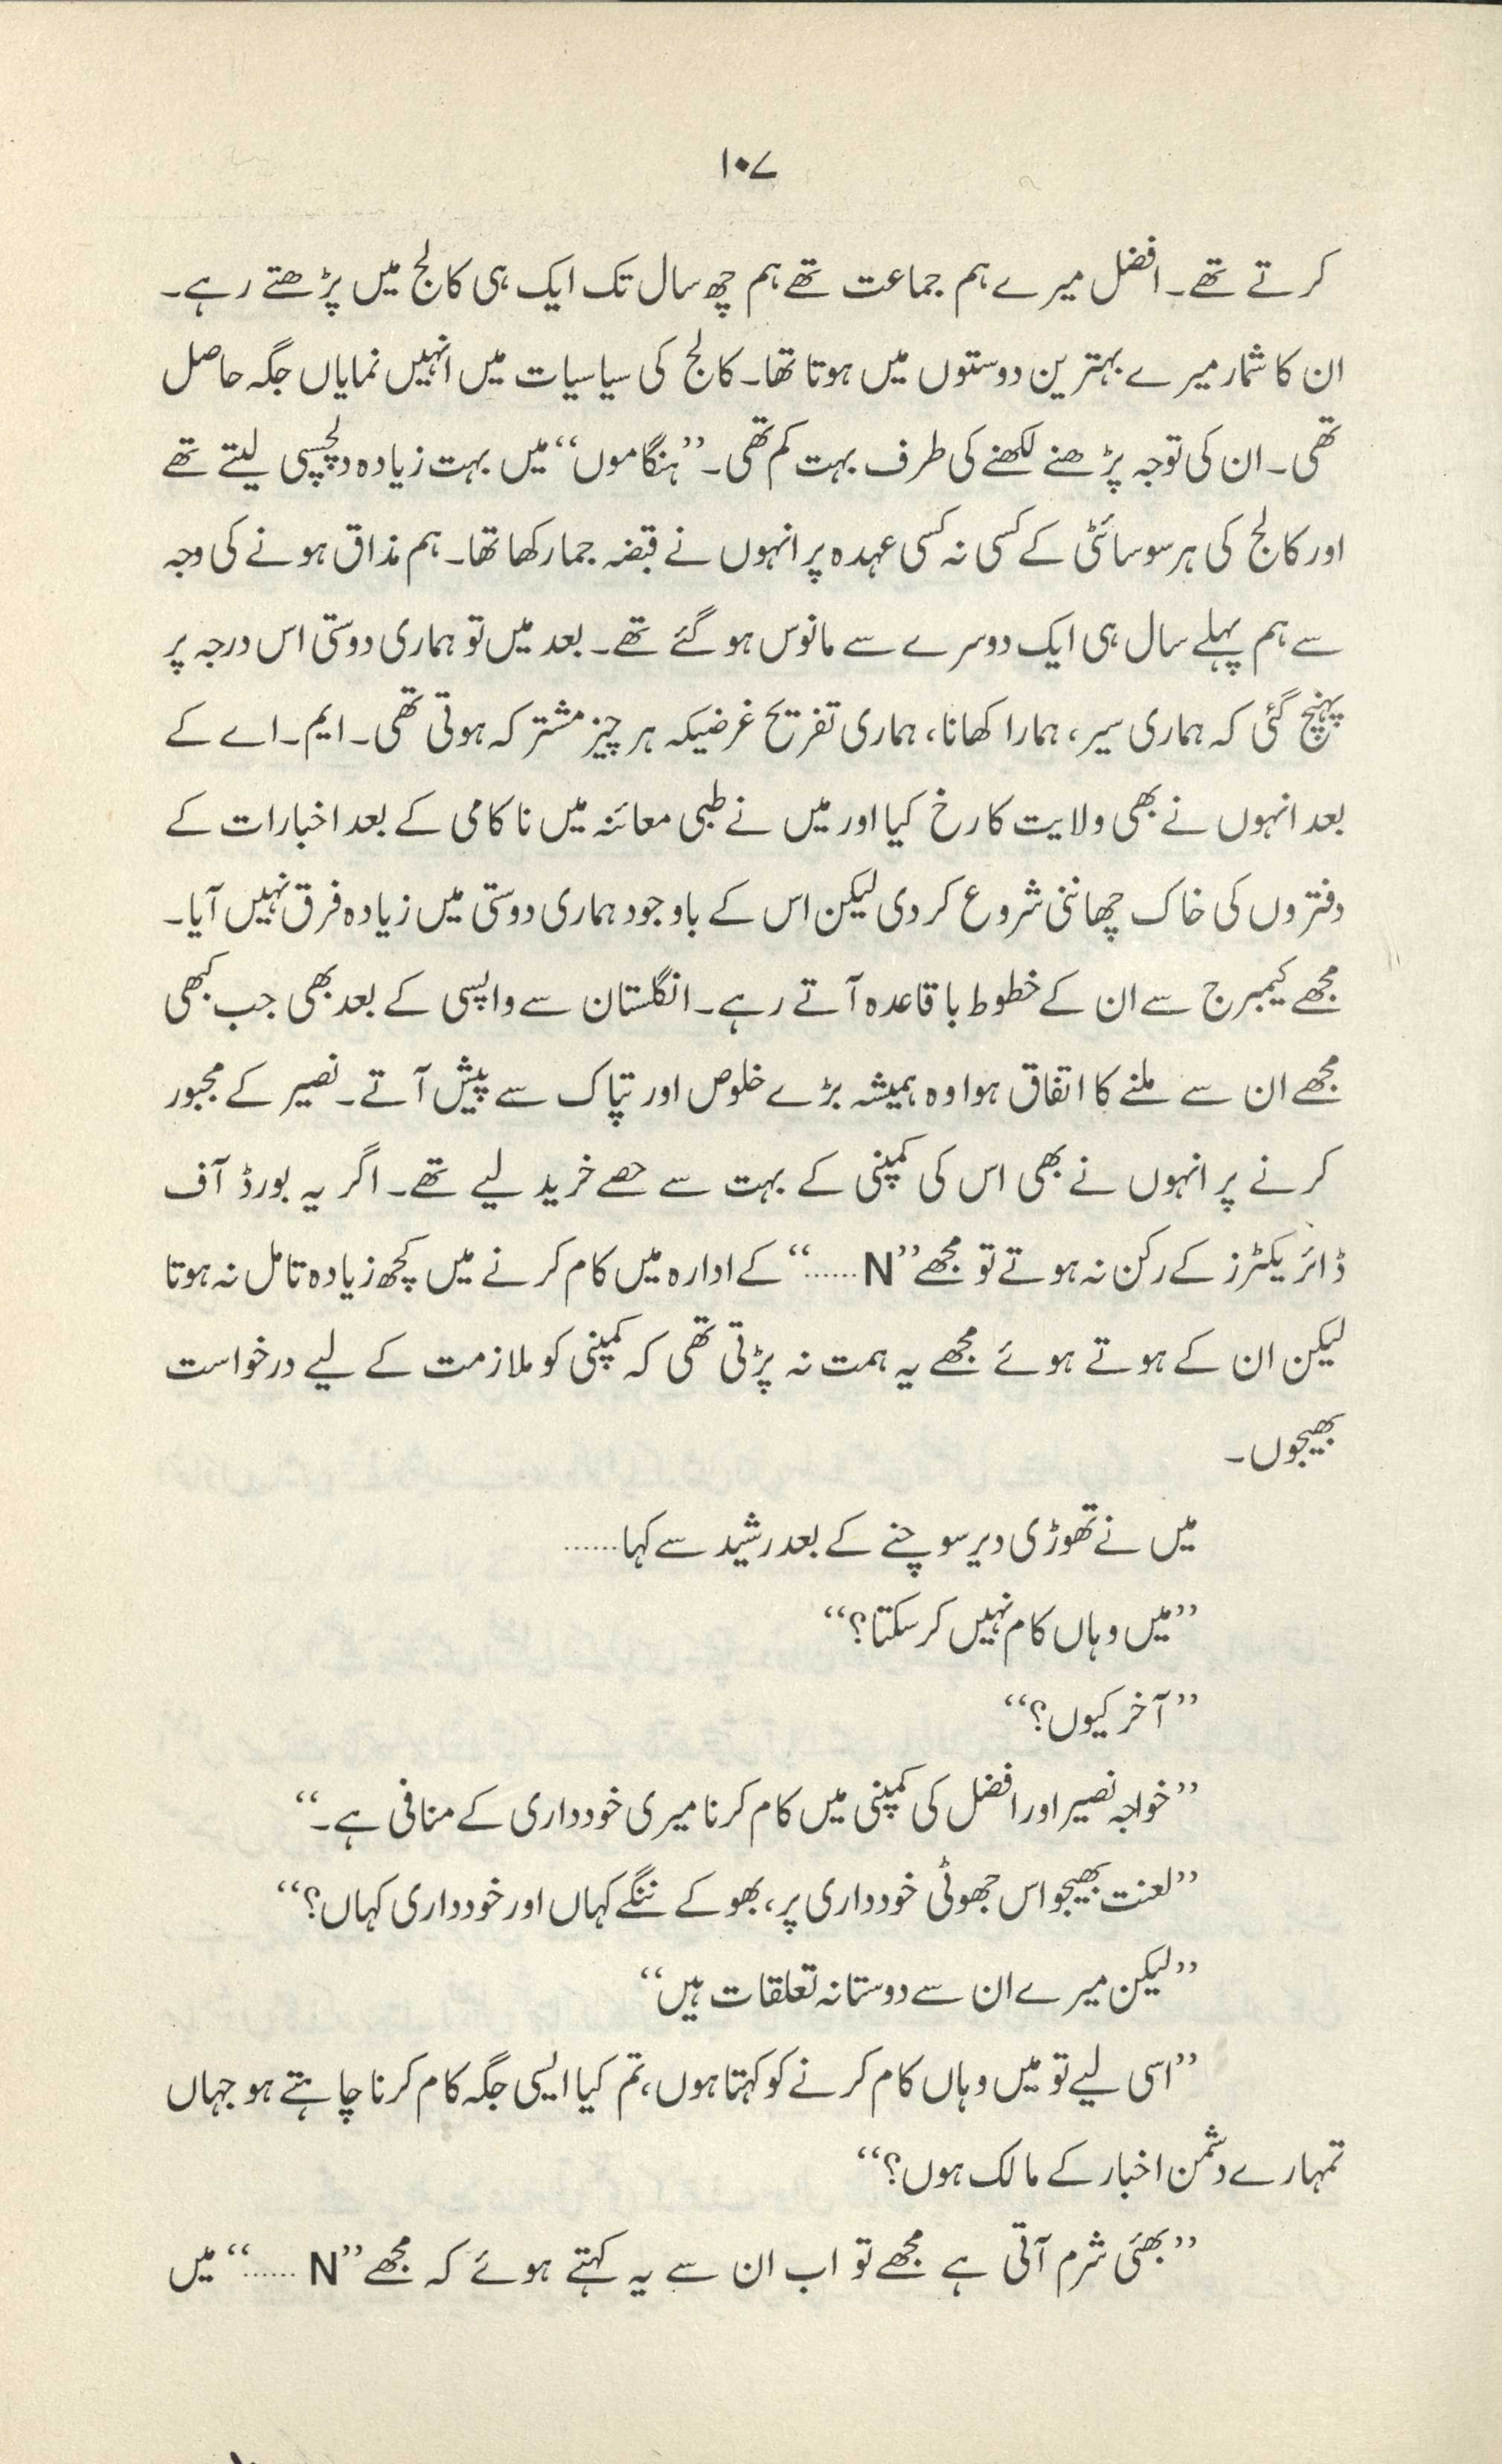 ۱۰۷
کرتے تھے۔ افضل میرے ہم جماعت تھے ہم چھ سال تک ایک ہی کالج میں پڑھتے رہے۔
ان کا شمار میرے بہترین دوستوں میں ہوتا تھا۔ کالج کی سیاسیات میں انہیں نمایاں جگہ حاصل
تھی۔ ان کی توجہ پڑھنے لکھنے کی طرف بہت کم تھی۔ ”ہنگاموں“ میں بہت زیادہ دلچسپی لیتے تھے
اور کالج کی ہر سوسائٹی کے کسی نہ کسی عہدہ پر انہوں نے قبضہ جما رکھا تھا۔ ہم مذاق ہونے کی وجہ
سے ہم پہلے سال ہی ایک دوسرے سے مانوس ہو گئے تھے۔ بعد میں تو ہماری دوستی اس درجہ پر
پہنچ گئی کہ ہماری سیر، ہمارا کھانا، ہماری تفریح غرضیکہ ہر چیز مشترکہ ہوتی تھی۔ ایم۔اے کے
بعد انہوں نے بھی ولایت کا رخ کیا اور میں نے طبی معائنہ میں ناکامی کے بعد اخبارات کے
دفتروں کی خاک چھاننی شروع کر دی لیکن اس کے باوجود ہماری دوستی میں زیادہ فرق نہیں آیا۔
مجھے کیمبرج سے ان کے خطوط باقاعدہ آتے رہے۔ انگلستان سے واپسی کے بعد بھی جب کبھی
مجھے ان سے ملنے کا اتفاق ہوا وہ ہمیشہ بڑے خلوص اور تپاک سے پیش آتے۔ نصیر کے مجبور
کرنے پر انہوں نے بھی اس کی کمپنی کے بہت سے حصے خرید لیے تھے۔ اگر یہ بورڈ آف
ڈائریکٹرز کے رکن نہ ہوتے تو مجھے ”N ......“ کے ادارہ میں کام کرنے میں کچھ زیادہ تامل نہ ہوتا
لیکن ان کے ہوتے ہوئے مجھے یہ ہمت نہ پڑتی تھی کہ کمپنی کو ملازمت کے لیے درخواست
بھیجوں۔
میں نے تھوڑی دیر سوچنے کے بعد رشید سے کہا......
”میں وہاں کام نہیں کر سکتا؟“
”آخر کیوں؟“
”خواجہ نصیر اور افضل کی کمپنی میں کام کرنا میری خودداری کے منافی ہے۔“
”لعنت بھیجو اس جھوٹی خودداری پر، بھوکے ننگے کہاں اور خودداری کہاں؟“
”لیکن میرے ان سے دوستانہ تعلقات ہیں“
”اسی لیے تو میں وہاں کام کرنے کو کہتا ہوں، تم کیا ایسی جگہ کام کرنا چاہتے ہو جہاں
تمہارے دشمن اخبار کے مالک ہوں؟“
”بھئی شرم آتی ہے مجھے تو اب ان سے یہ کہتے ہوئے کہ مجھے ”N ......“ میں